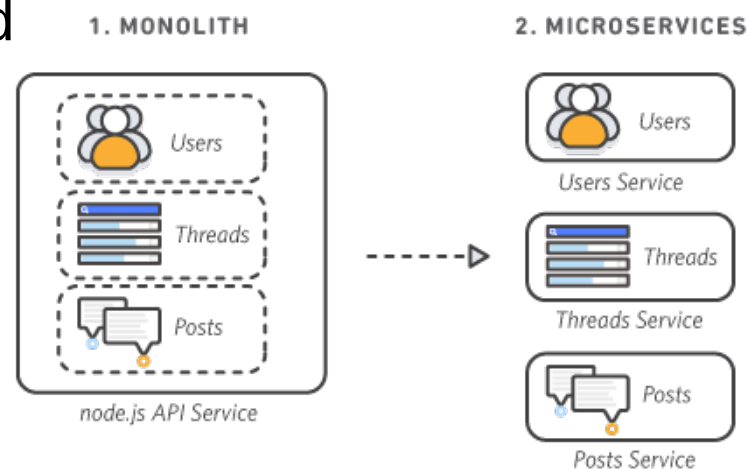 d
1. MONOLITH
2. MICROSERVICES
Users
Threads
Posts
node.js API Service
Users
Users Service
Threads
Threads Service
Posts
Posts Service